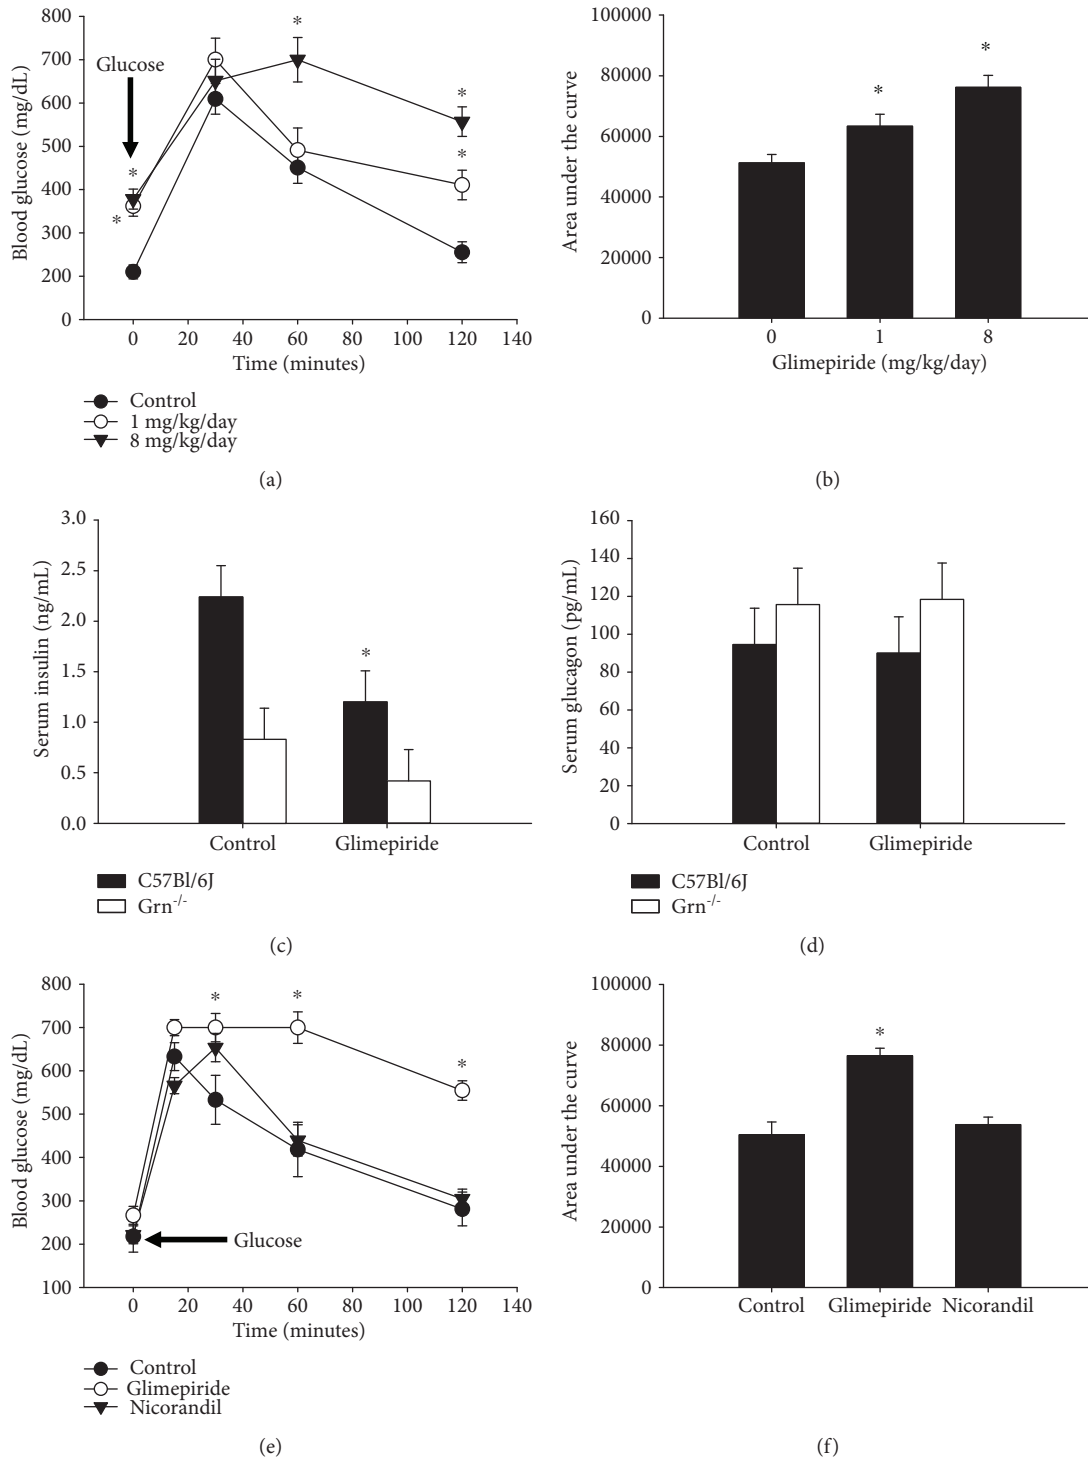 800
700
600
500
400
300
200
100
0
Blood glucose (mg/dL)
Glucose
*
*
*
*
*
0 20 40 60 80 100 120 140
Time (minutes)
Control
1 mg/kg/day
8 mg/kg/day
(a)
100000
80000
60000
40000
20000
0
Area under the curve
*
*
0 1 8
Glimepiride (mg/kg/day)
(b)
3.0
2.5
2.0
1.5
1.0
0.5
0.0
Serum insulin (ng/mL)
*
Control Glimepiride
C57Bl/6J
Grn-/-
(c)
160
140
120
100
80
60
40
20
0
Serum glucagon (pg/mL)
Control Glimepiride
C57Bl/6J
Grn-/-
(d)
800
700
600
500
400
300
200
100
Blood glucose (mg/dL)
*
*
*
Glucose
0 20 40 60 80 100 120 140
Time (minutes)
Control
Glimepiride
Nicorandil
(e)
100000
80000
60000
40000
20000
0
Area under the curve
*
Control Glimepiride Nicorandil
(f)